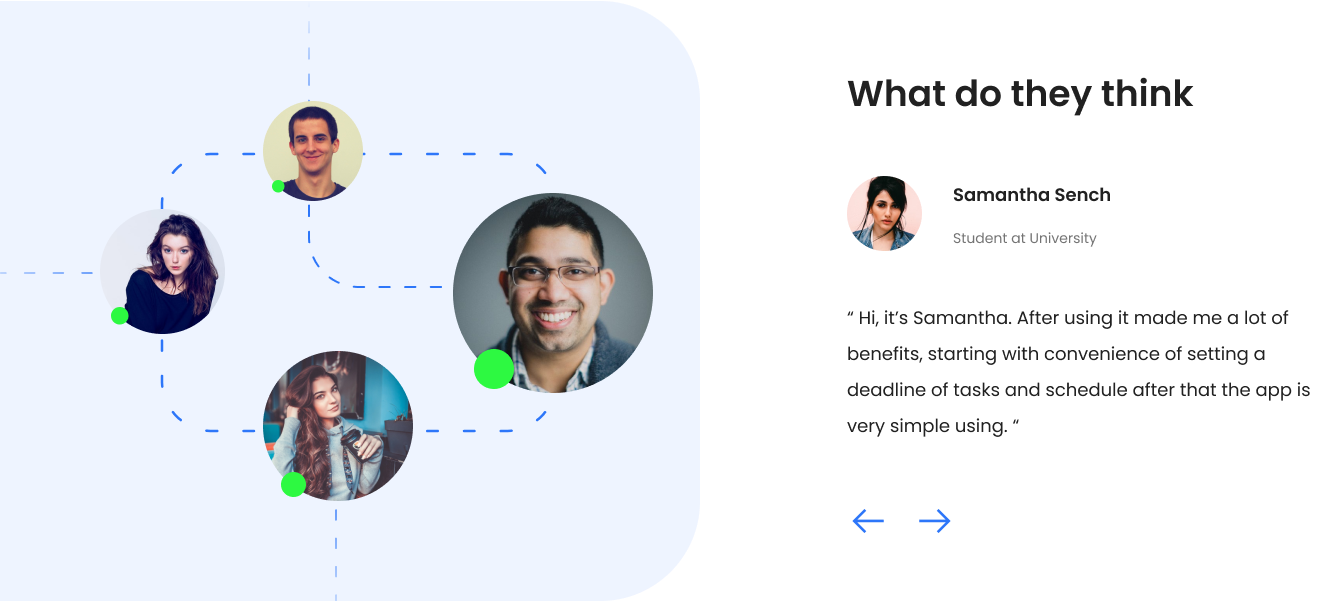 What do they think
Samantha Sench
Student at University
“ Hi, it’s Samantha. After using it made me a lot of
benefits, starting with convenience of setting a
deadline of tasks and schedule after that the app is
very simple using. “